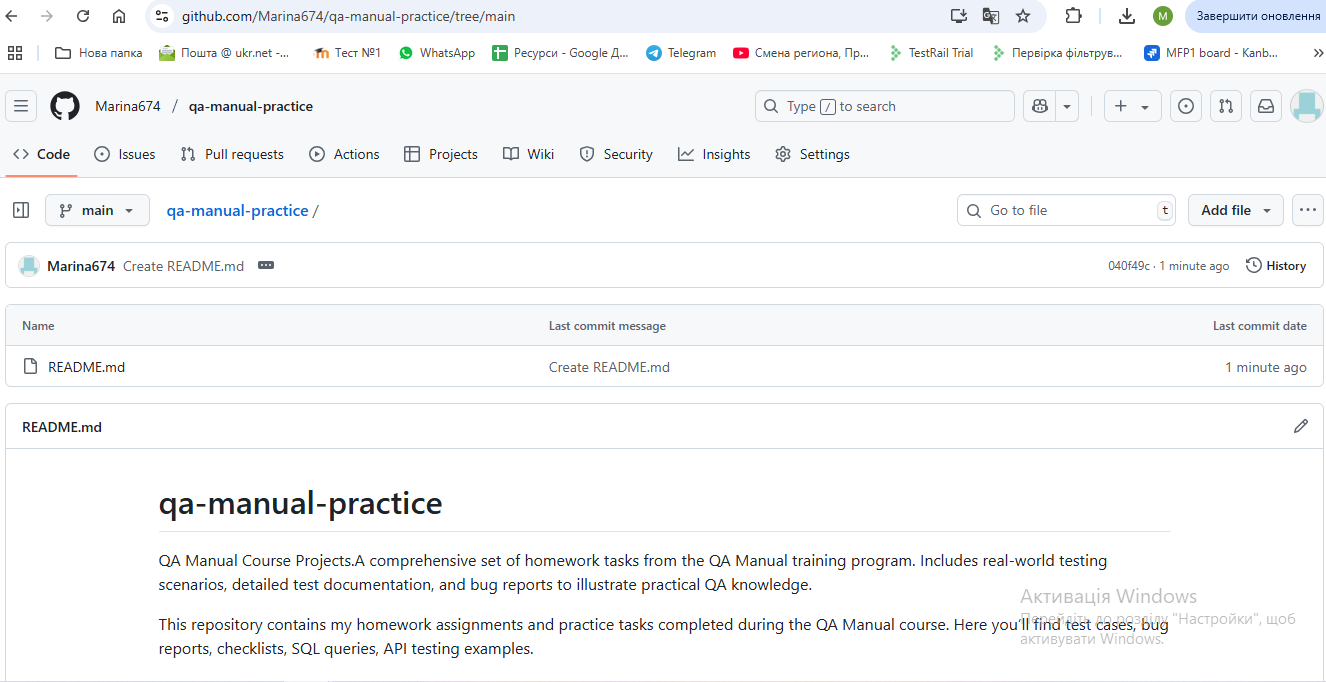 github.com/Marina674/qa-manual-practice/tree/main
M
Завершити оновлення
Нова папка
Пошта @ ukr.net -...
Тест №1
WhatsApp
Ресурси - Google Д...
Telegram
Смена региона, Пр...
TestRail Trial
Первірка фільтрув...
MFP1 board - Kanb...
»
Marina674 / qa-manual-practice
Type / to search
Code
Issues
Pull requests
Actions
Projects
Wiki
Security
Insights
Settings
main
qa-manual-practice /
Go to file
t
Add file
Marina674 Create README.md
040f49c · 1 minute ago
History
Name
Last commit message
Last commit date
README.md
Create README.md
1 minute ago
README.md
qa-manual-practice
QA Manual Course Projects.A comprehensive set of homework tasks from the QA Manual training program. Includes real-world testing
scenarios, detailed test documentation, and bug reports to illustrate practical QA knowledge.
This repository contains my homework assignments and practice tasks completed during the QA Manual course. Here you'll find test cases, bug
reports, checklists, SQL queries, API testing examples.
Активація Windows
Перейдіть до розділу "Настройки", щоб
активувати Windows.